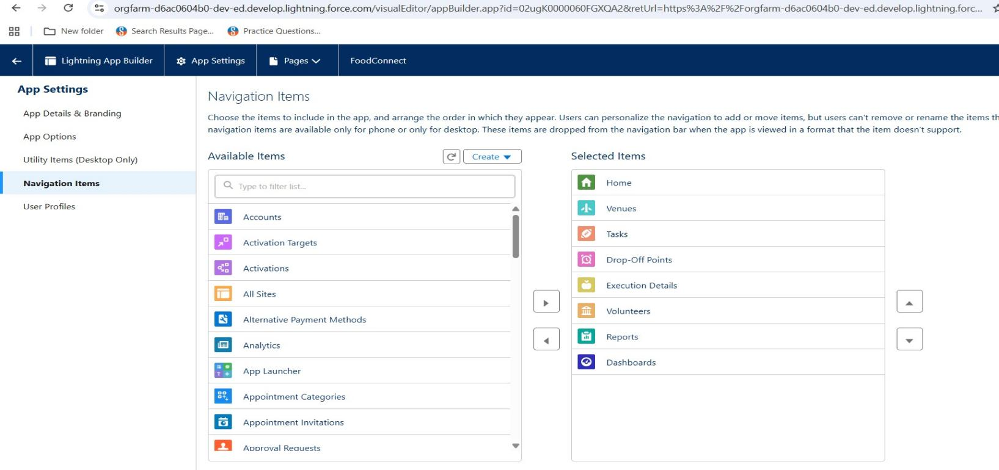 orgfarm-d6ac0604b0-dev-ed.develop.lightning.force.com/visualEditor/appBuilder.app?id=02ugK0000060FGXQA2&retUrl=https%3A%2F%2Forgfarm-d6ac0604b0-dev-ed.develop.lightning.forc...
New folder
Search Results Page...
Practice Questions...
Lightning App Builder
App Settings
Pages
FoodConnect
App Settings
App Details & Branding
App Options
Utility Items (Desktop Only)
Navigation Items
User Profiles
Navigation Items
Choose the items to include in the app, and arrange the order in which they appear. Users can personalize the navigation to add or move items, but users can't remove or rename the items th
navigation items are available only for phone or only for desktop. These items are dropped from the navigation bar when the app is viewed in a format that the item doesn't support.
Available Items
Create
Type to filter list...
Accounts
Activation Targets
Activations
All Sites
Alternative Payment Methods
Analytics
App Launcher
Appointment Categories
Appointment Invitations
Approval Requests
Selected Items
Home
Venues
Tasks
Drop-Off Points
Execution Details
Volunteers
Reports
Dashboards